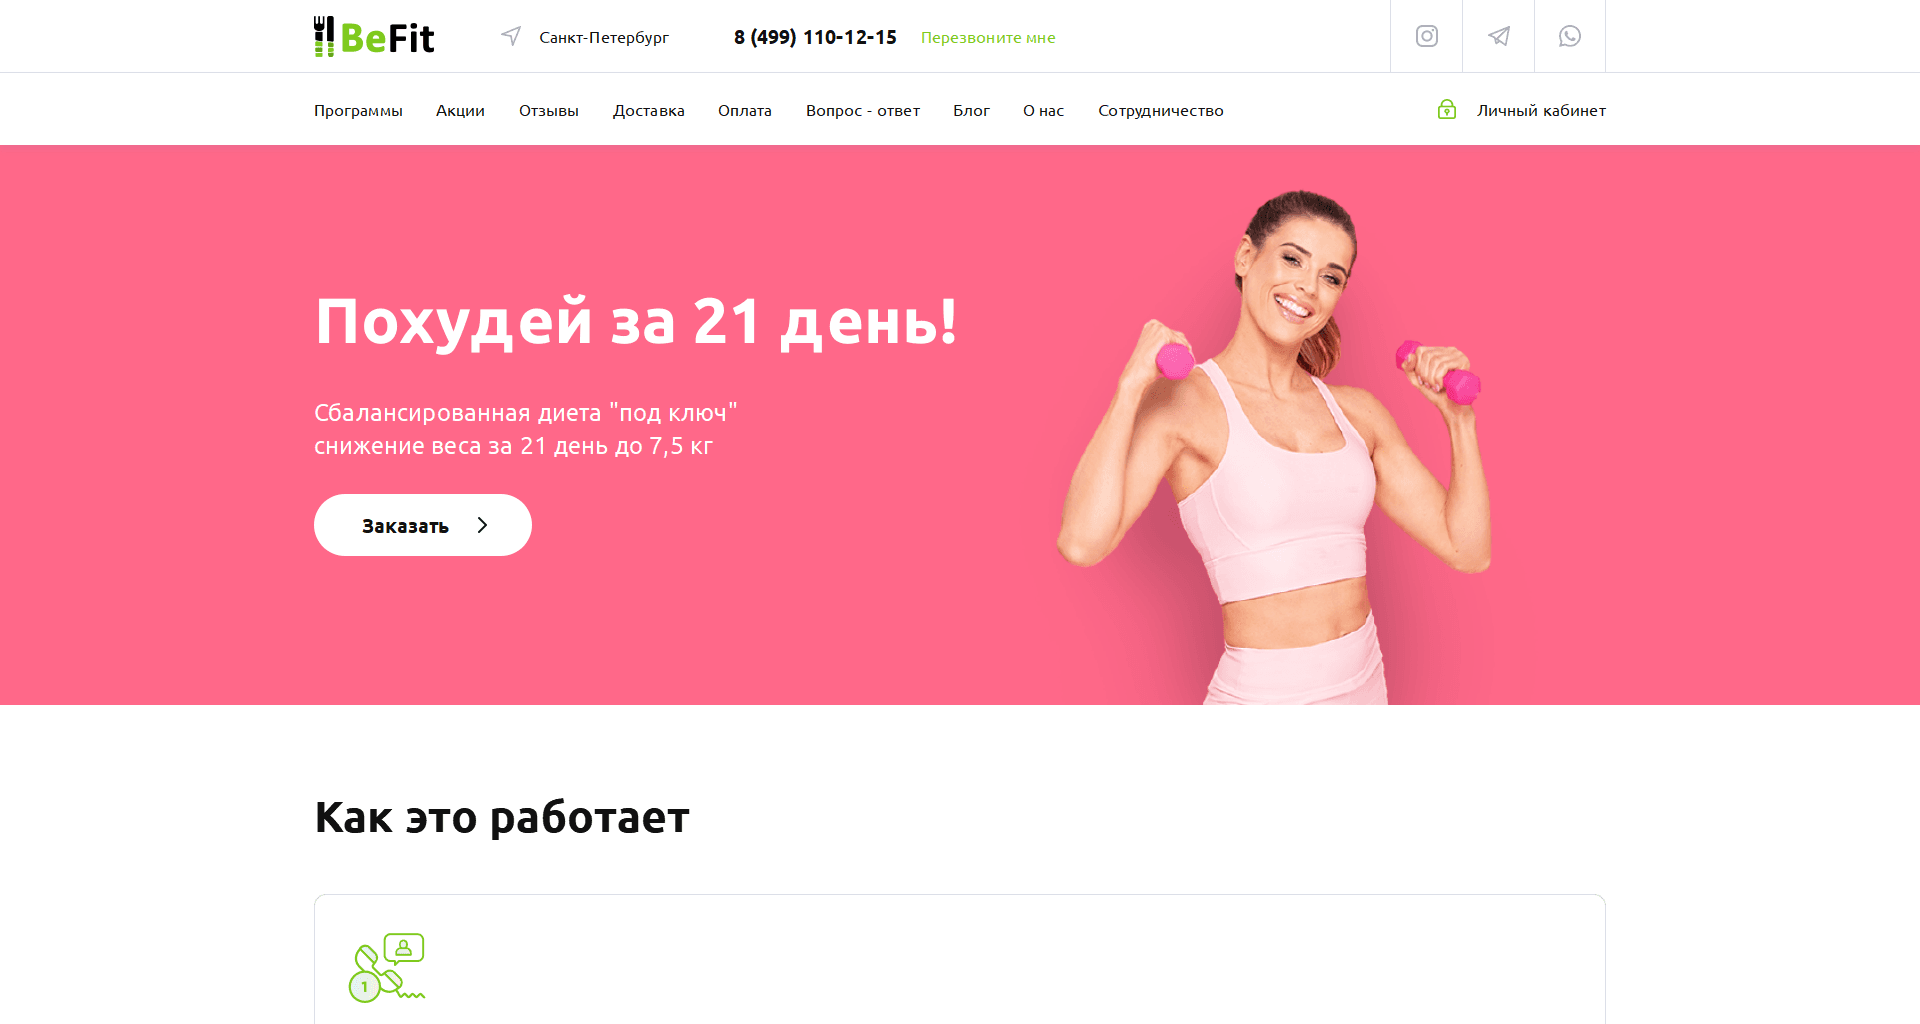 BeFit
Санкт-Петербург
8 (499) 110-12-15
Перезвоните мне
Программы
Акции
Отзывы
Доставка
Оплата
Вопрос - ответ
Блог
О нас
Сотрудничество
Личный кабинет
Похудей за 21 день!
Сбалансированная диета "под ключ"
снижение веса за 21 день до 7,5 кг
Заказать
Как это работает
1